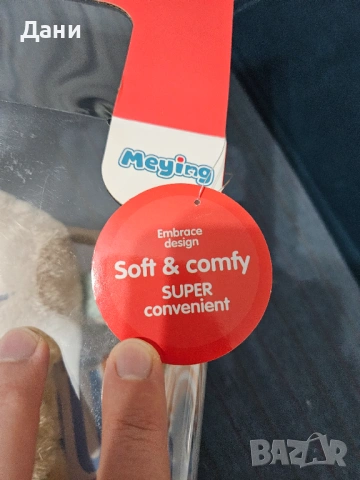 Дани
Meying
Embrace
design
Soft & comfy
SUPER
convenient
BAZAR